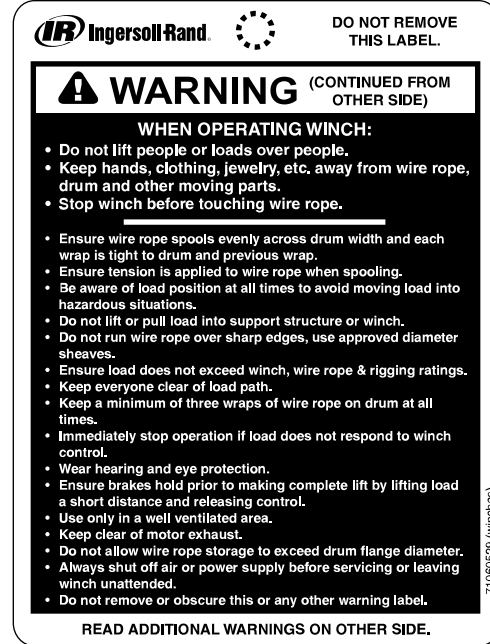 IR Ingersoll-Rand®
DO NOT REMOVE
THIS LABEL.
WARNING (CONTINUED FROM
OTHER SIDE)
WHEN OPERATING WINCH:
• Do not lift people or loads over people.
• Keep hands, clothing, jewelry, etc. away from wire rope,
drum and other moving parts.
• Stop winch before touching wire rope.
• Ensure wire rope spools evenly across drum width and each
wrap is tight to drum and previous wrap.
• Ensure tension is applied to wire rope when spooling.
• Be aware of load position at all times to avoid moving load into
hazardous situations.
• Do not lift or pull load into support structure or winch.
• Do not run wire rope over sharp edges, use approved diameter
sheaves.
• Ensure load does not exceed winch, wire rope & rigging ratings.
• Keep everyone clear of load path.
• Keep a minimum of three wraps of wire rope on drum at all
times.
• Immediately stop operation if load does not respond to winch
control.
• Wear hearing and eye protection.
• Ensure brakes hold prior to making complete lift by lifting load
a short distance and releasing control.
• Use only in a well ventilated area.
• Keep clear of motor exhaust.
• Do not allow wire rope storage to exceed drum flange diameter.
• Always shut off air or power supply before servicing or leaving
winch unattended.
• Do not remove or obscure this or any other warning label.
READ ADDITIONAL WARNINGS ON OTHER SIDE.